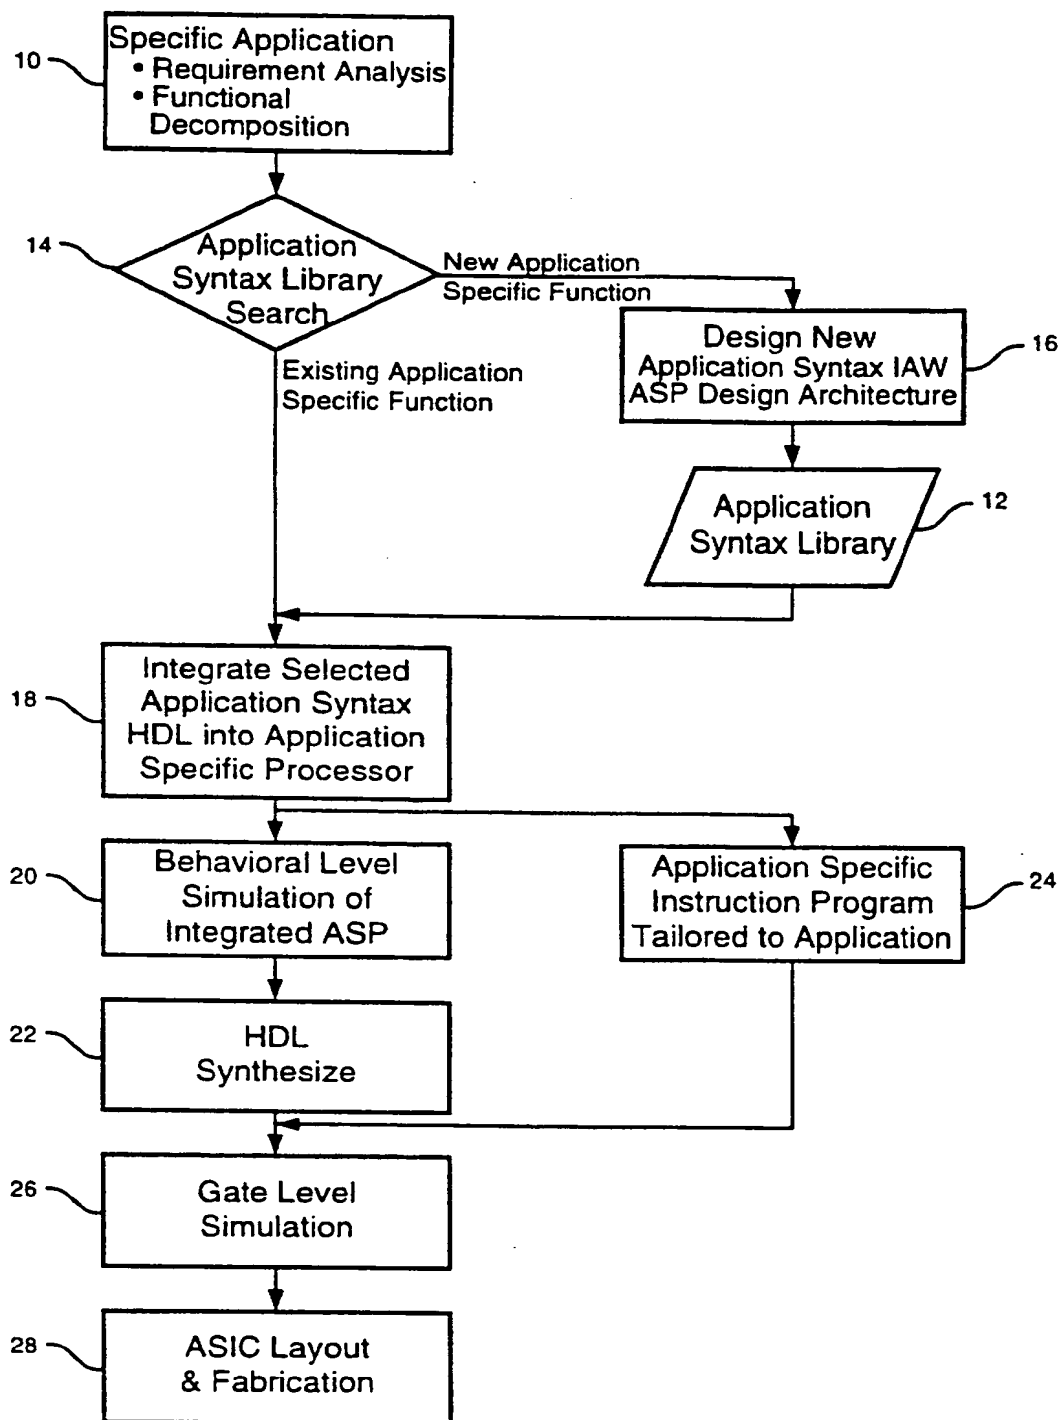 10
Specific Application
• Requirement Analysis
• Functional
Decomposition
14
Application
Syntax Library
Search
New Application
Specific Function
Existing Application
Specific Function
Design New
Application Syntax IAW
ASP Design Architecture
16
Application
Syntax Library
12
18
Integrate Selected
Application Syntax
HDL into Application
Specific Processor
20
Behavioral Level
Simulation of
Integrated ASP
Application Specific
Instruction Program
Tailored to Application
24
22
HDL
Synthesize
26
Gate Level
Simulation
28
ASIC Layout
& Fabrication